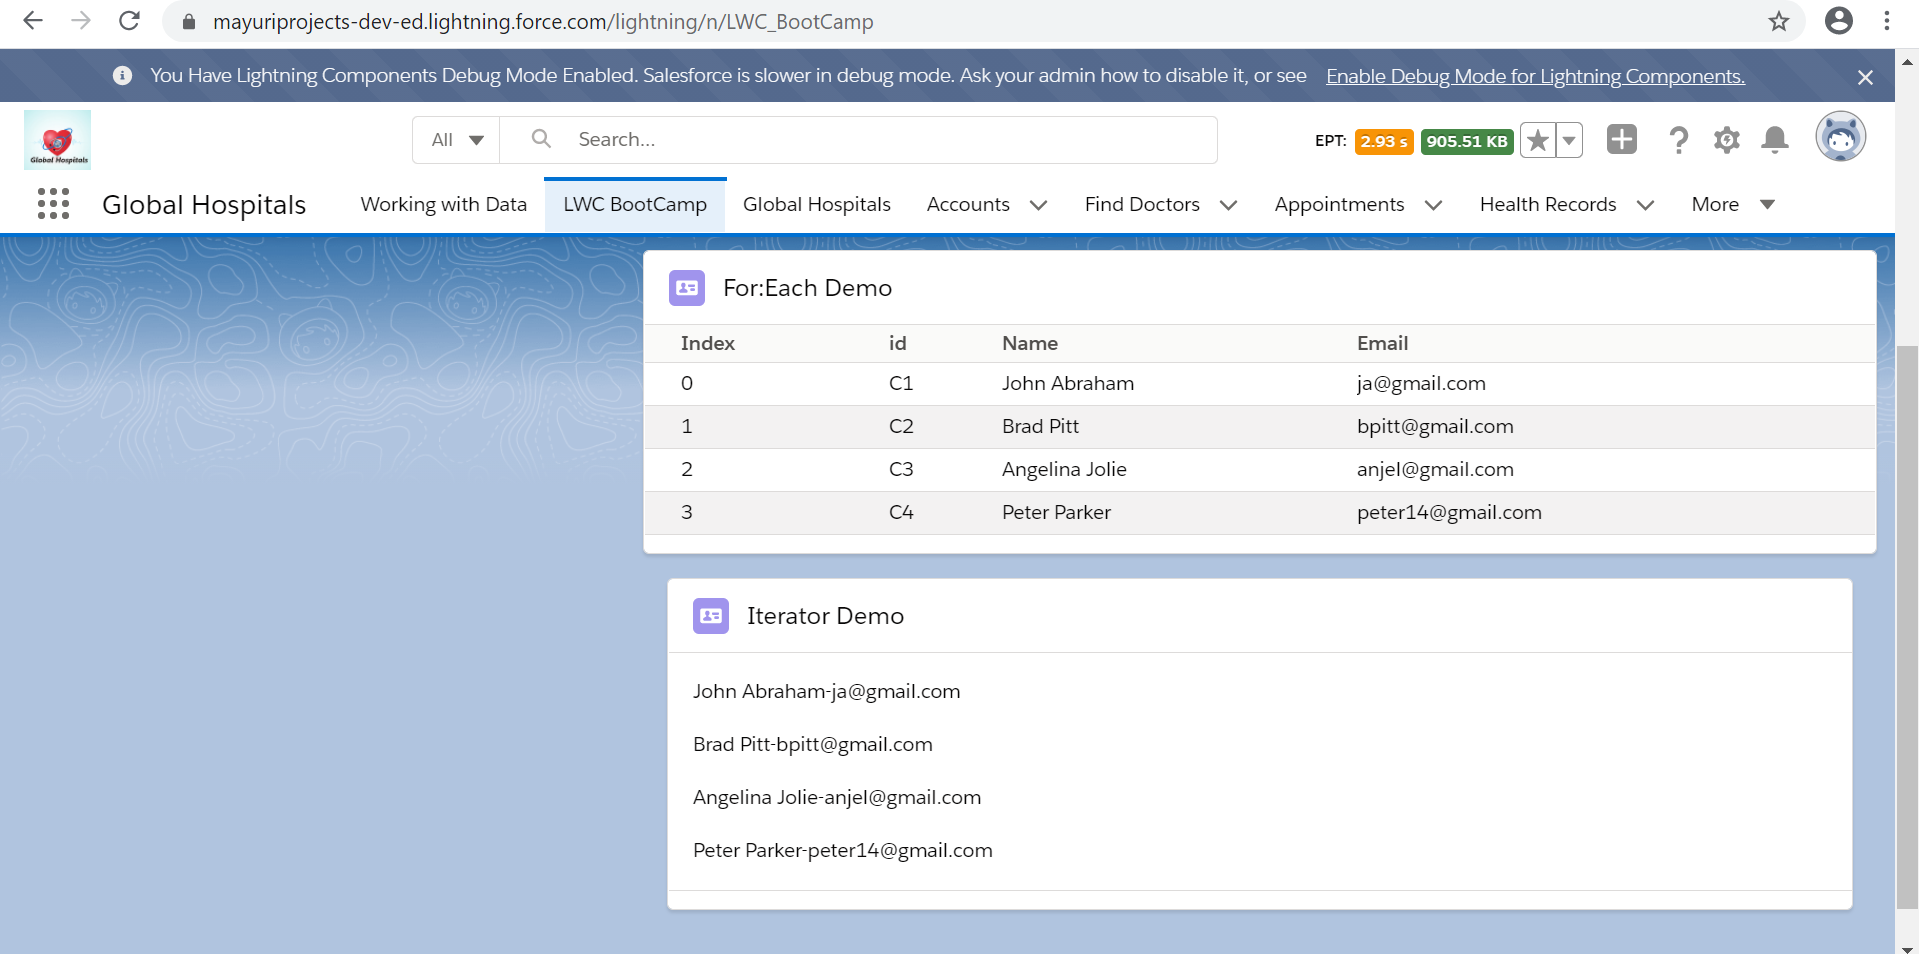 mayuriprojects-dev-ed.lightning.force.com/lightning/n/LWC_BootCamp
You Have Lightning Components Debug Mode Enabled. Salesforce is slower in debug mode. Ask your admin how to disable it, or see Enable Debug Mode for Lightning Components.
Global Hospitals
All Search... EPT: 2.93 s 905.51 KB
Global Hospitals Working with Data LWC BootCamp Global Hospitals Accounts Find Doctors Appointments Health Records More
For:Each Demo
Index id Name Email
0 C1 John Abraham ja@gmail.com
1 C2 Brad Pitt bpitt@gmail.com
2 C3 Angelina Jolie anjel@gmail.com
3 C4 Peter Parker peter14@gmail.com
Iterator Demo
John Abraham-ja@gmail.com
Brad Pitt-bpitt@gmail.com
Angelina Jolie-anjel@gmail.com
Peter Parker-peter14@gmail.com